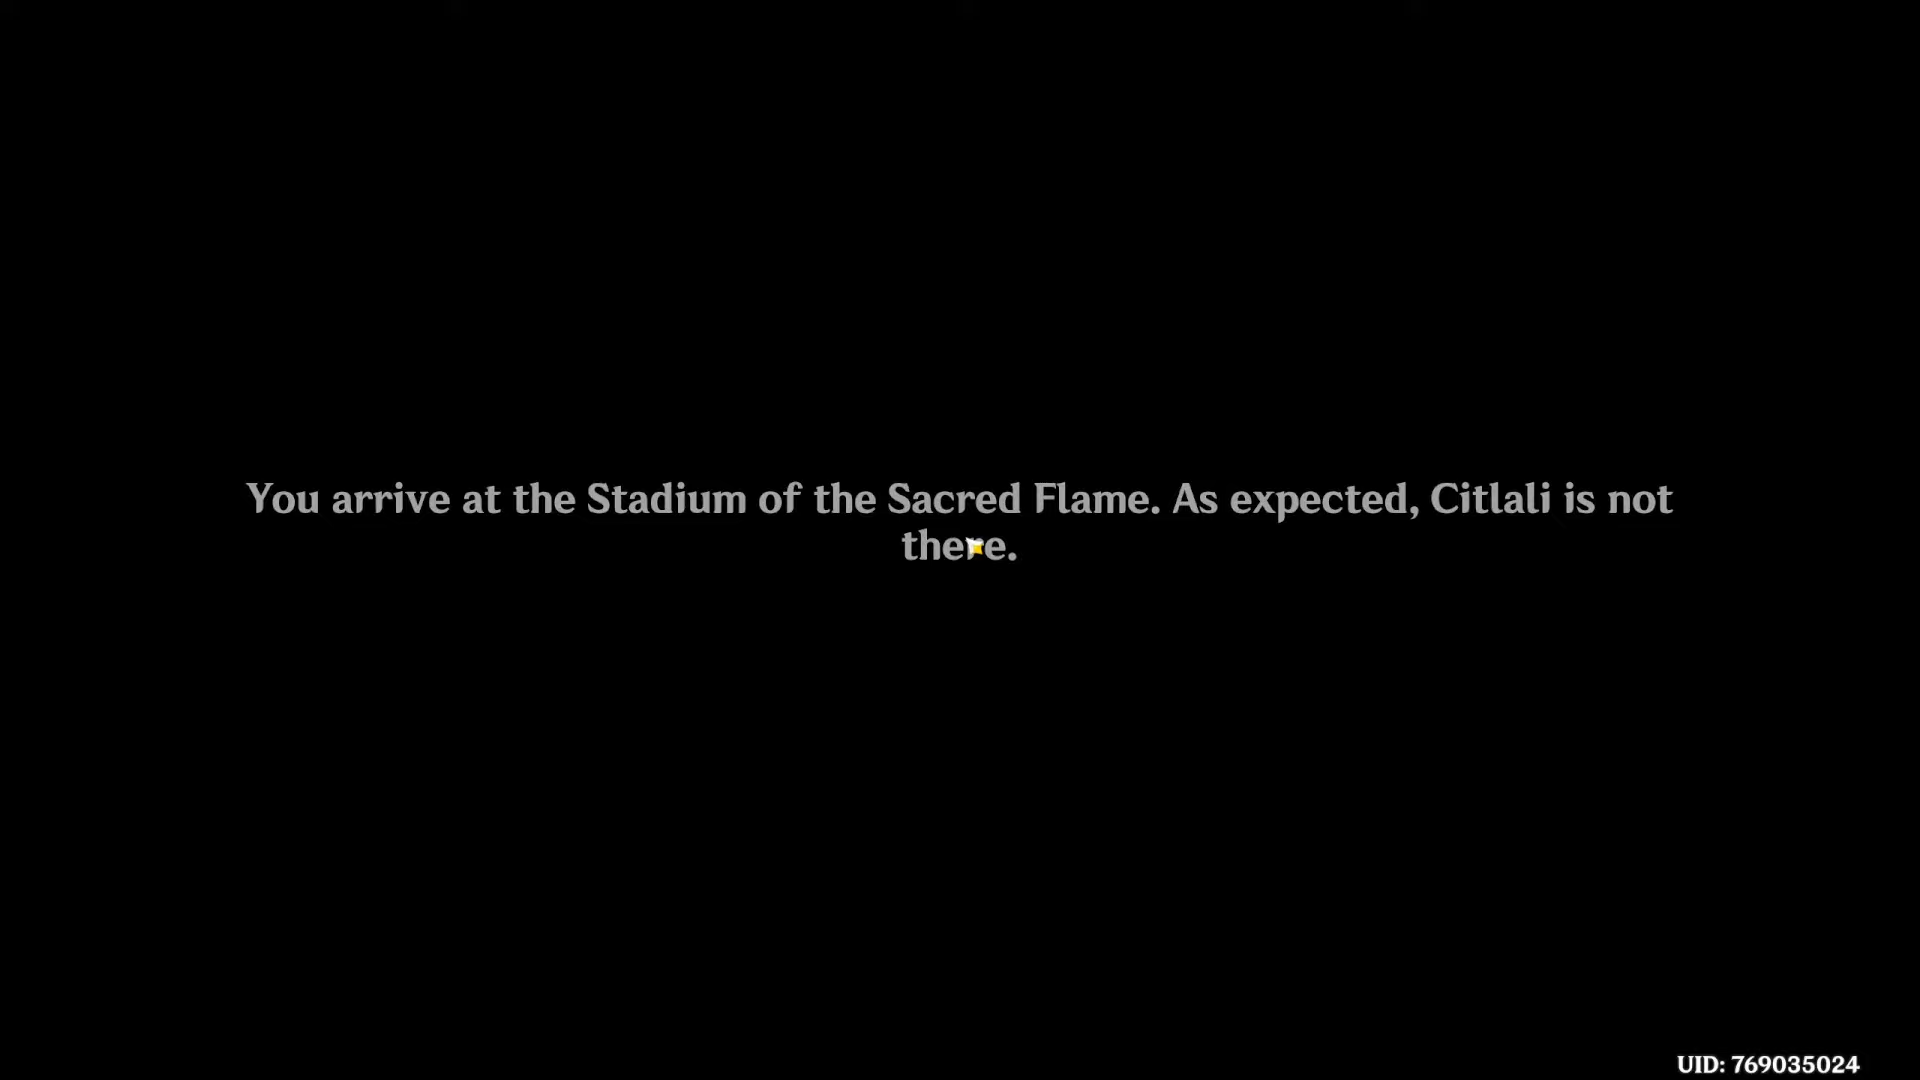 You arrive at the Stadium of the Sacred Flame. As expected, Citlali is not
there.
UID: 769035024